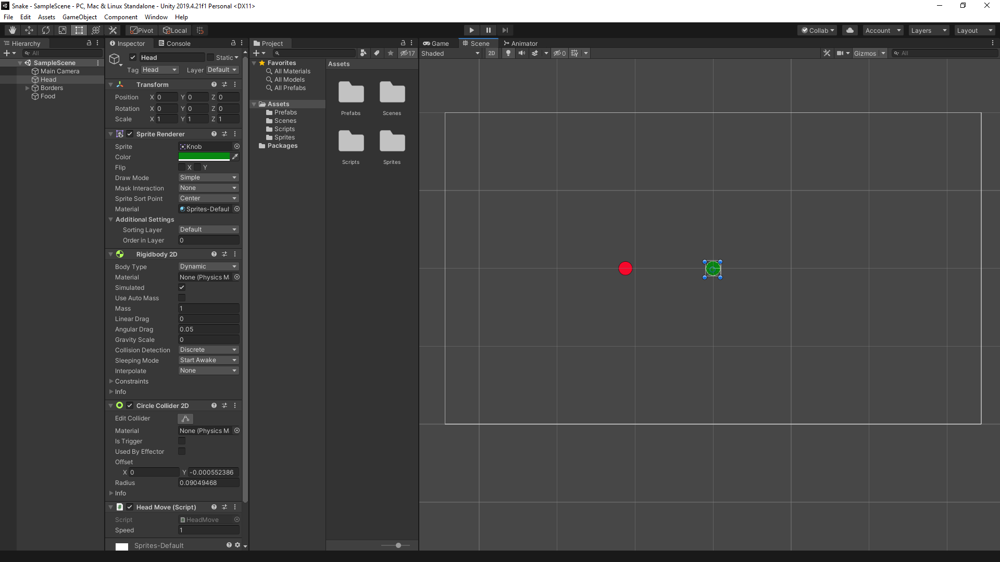 Snake - SampleScene - PC, Mac & Linux Standalone - Unity 2019.4.21f1 Personal <DX11>
File Edit Assets GameObject Component Window Help
Pivot Local Collab Account Layers Layout
Hierarchy
All
SampleScene
Main Camera
Head
Borders
Food
Inspector Console
Head Static
Tag Head Layer Default
Transform
Position X 0 Y 0 Z 0
Rotation X 0 Y 0 Z 0
Scale X 1 Y 1 Z 1
Sprite Renderer
Sprite Knob
Color
Flip X Y
Draw Mode Simple
Mask Interaction None
Sprite Sort Point Center
Material Sprites-Defaul
Additional Settings
Sorting Layer Default
Order in Layer 0
Rigidbody 2D
Body Type Dynamic
Material None (Physics M
Simulated
Use Auto Mass
Mass 1
Linear Drag 0
Angular Drag 0.05
Gravity Scale 0
Collision Detection Discrete
Sleeping Mode Start Awake
Interpolate None
Constraints
Info
Circle Collider 2D
Edit Collider
Material None (Physics M
Is Trigger
Used By Effector
Offset
X 0 Y -0.000552386
Radius 0.09049468
Info
Head Move (Script)
Script HeadMove
Speed 1
Sprites-Default
Project
17
Favorites
All Materials
All Models
All Prefabs
Assets
Prefabs
Scenes
Scripts
Sprites
Packages
Assets
Prefabs Scenes
Scripts Sprites
Game Scene Animator
Shaded 2D 0 Gizmos All